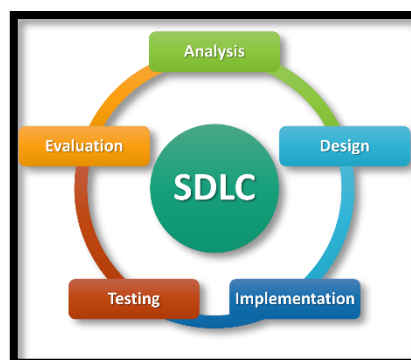 Analysis
Evaluation
Design
SDLC
Testing
Implementation